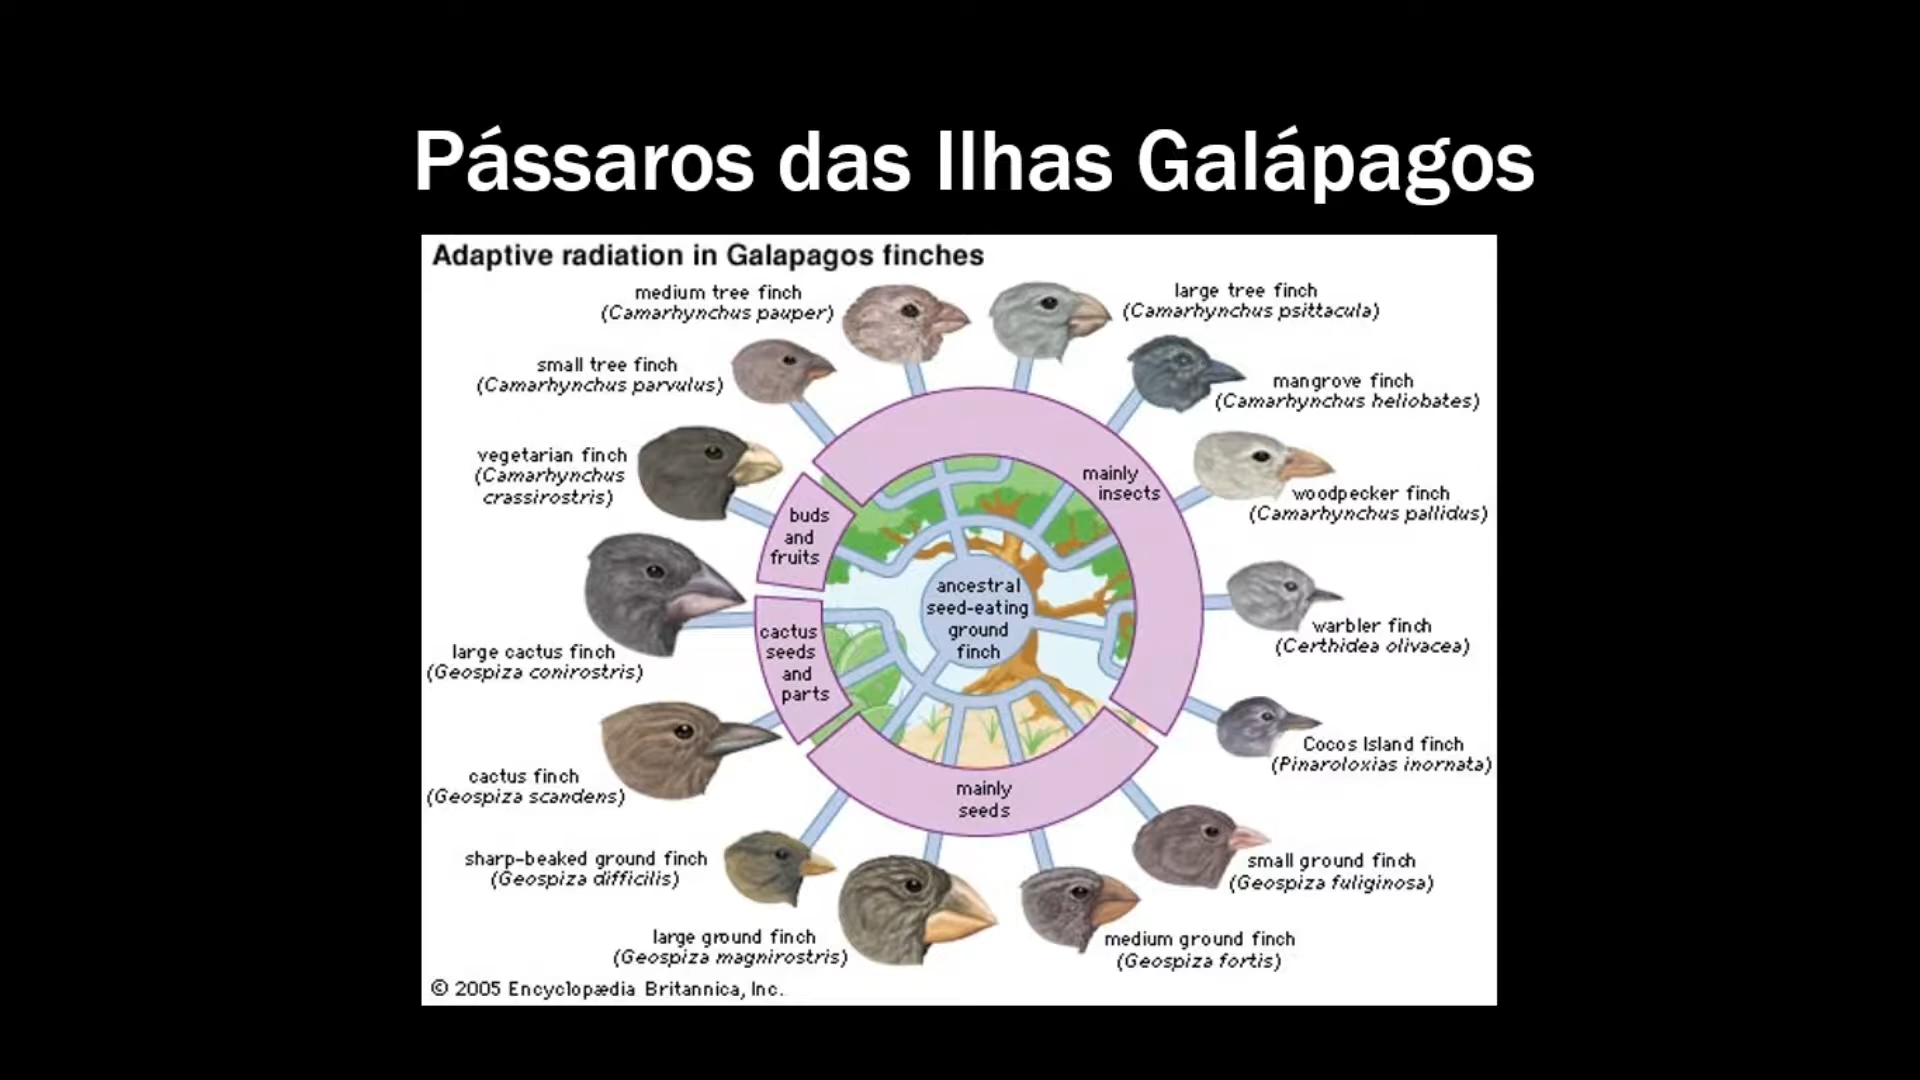 Pássaros das Ilhas Galápagos
Adaptive radiation in Galapagos finches
medium tree finch
(Camarhynchus pauper)
large tree finch
(Camarhynchus psittacula)
small tree finch
(Camarhynchus parvulus)
mangrove finch
(Camarhynchus heliobates)
vegetarian finch
(Camarhynchus
crassirostris)
mainly
insects
woodpecker finch
(Camarhynchus pallidus)
buds
and
fruits
ancestral
seed-eating
ground
finch
warbler finch
(Certhidea olivacea)
cactus
seeds
and
parts
large cactus finch
(Geospiza conirostris)
Cocos Island finch
(Pinaroloxias inornata)
cactus finch
(Geospiza scandens)
mainly
seeds
sharp-beaked ground finch
(Geospiza difficilis)
small ground finch
(Geospiza fuliginosa)
large ground finch
(Geospiza magnirostris)
medium ground finch
(Geospiza fortis)
© 2005 Encyclopædia Britannica, Inc.